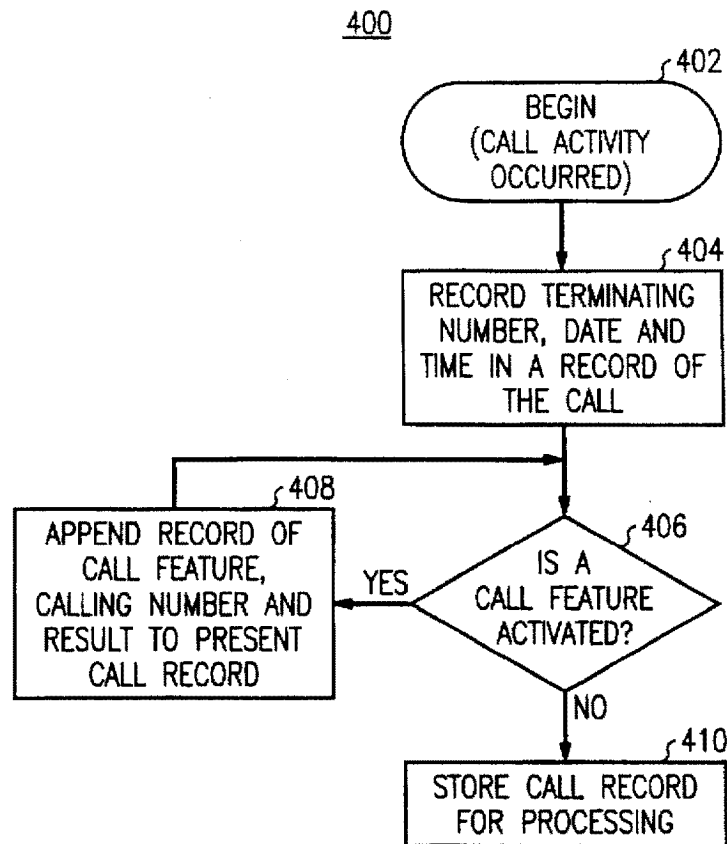 400
402
BEGIN
(CALL ACTIVITY
OCCURRED)
404
RECORD TERMINATING
NUMBER, DATE AND
TIME IN A RECORD OF
THE CALL
408
APPEND RECORD OF
CALL FEATURE,
CALLING NUMBER AND
RESULT TO PRESENT
CALL RECORD
YES
406
IS A
CALL FEATURE
ACTIVATED?
NO
410
STORE CALL RECORD
FOR PROCESSING